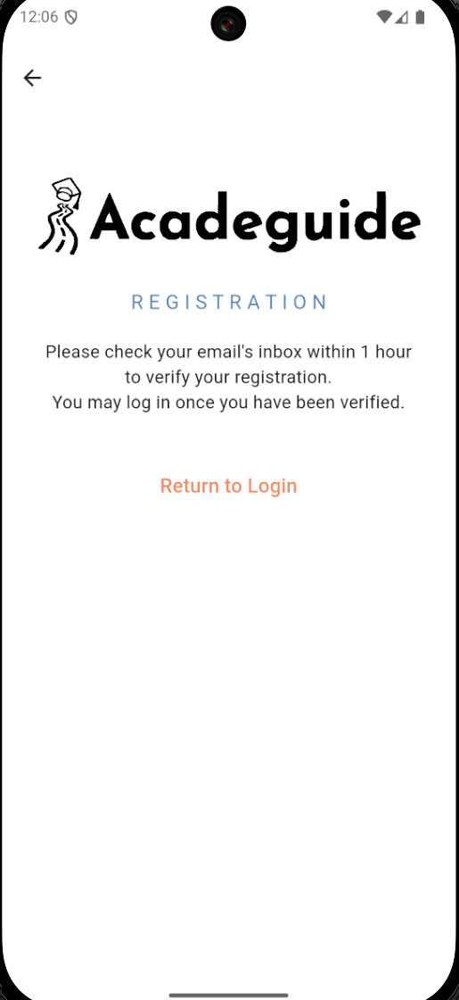 12:06
Acadeguide
REGISTRATION
Please check your email's inbox within 1 hour
to verify your registration.
You may log in once you have been verified.
Return to Login